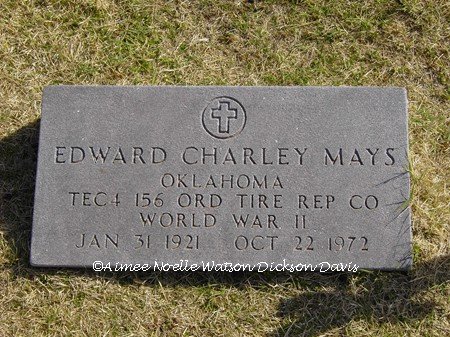 EDWARD CHARLEY MAYS
OKLAHOMA
TEC4 156 ORD TIRE REP CO
WORLD WAR II
JAN 31 1921 OCT 22 1972
©Aimee Noelle Watson Dickson Davis